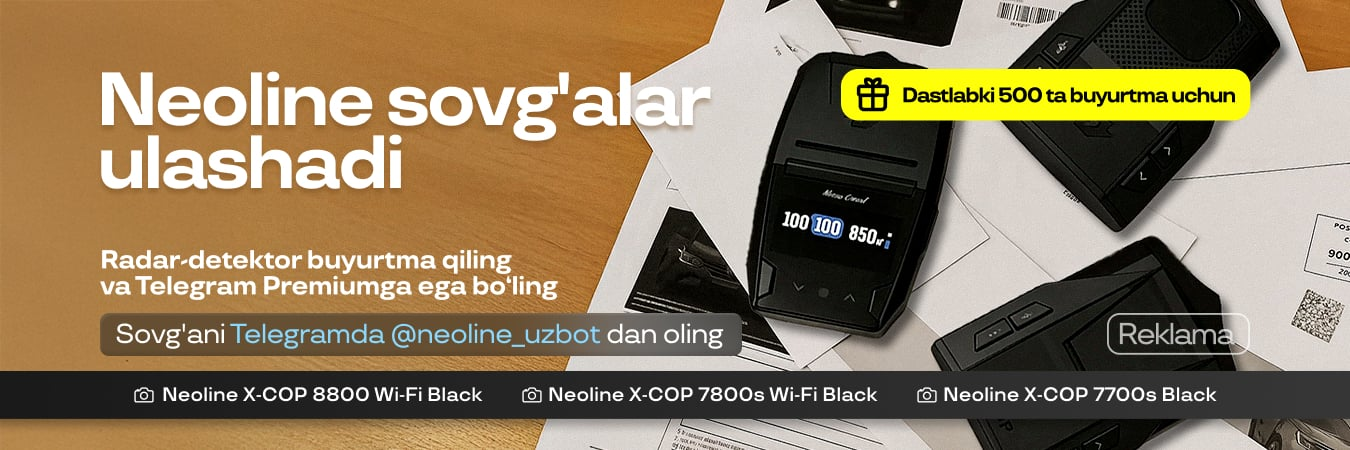 Neoline sovg'alar
ulashadi
Dastlabki 500 ta buyurtma uchun
Radar-detektor buyurtma qiling
va Telegram Premiumga ega bo‘ling
Sovg'ani Telegramda @neoline_uzbot dan oling
100 100 850м
Reklama
Neoline X-COP 8800 Wi-Fi Black
Neoline X-COP 7800s Wi-Fi Black
Neoline X-COP 7700s Black